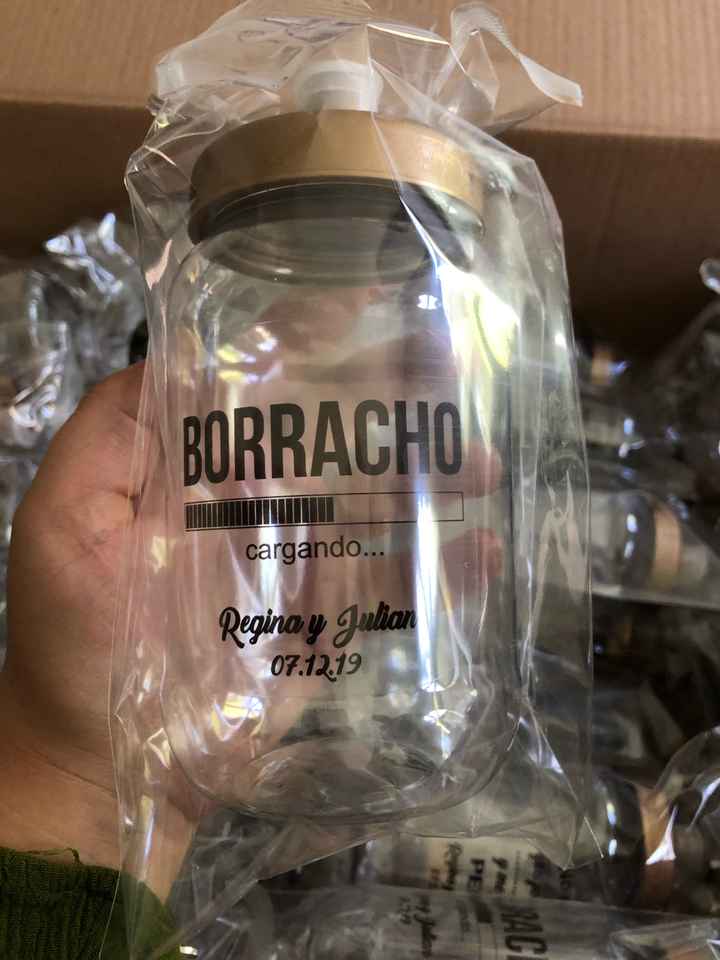 BORRACHO
cargando...
Regina y Julian
07.12.19